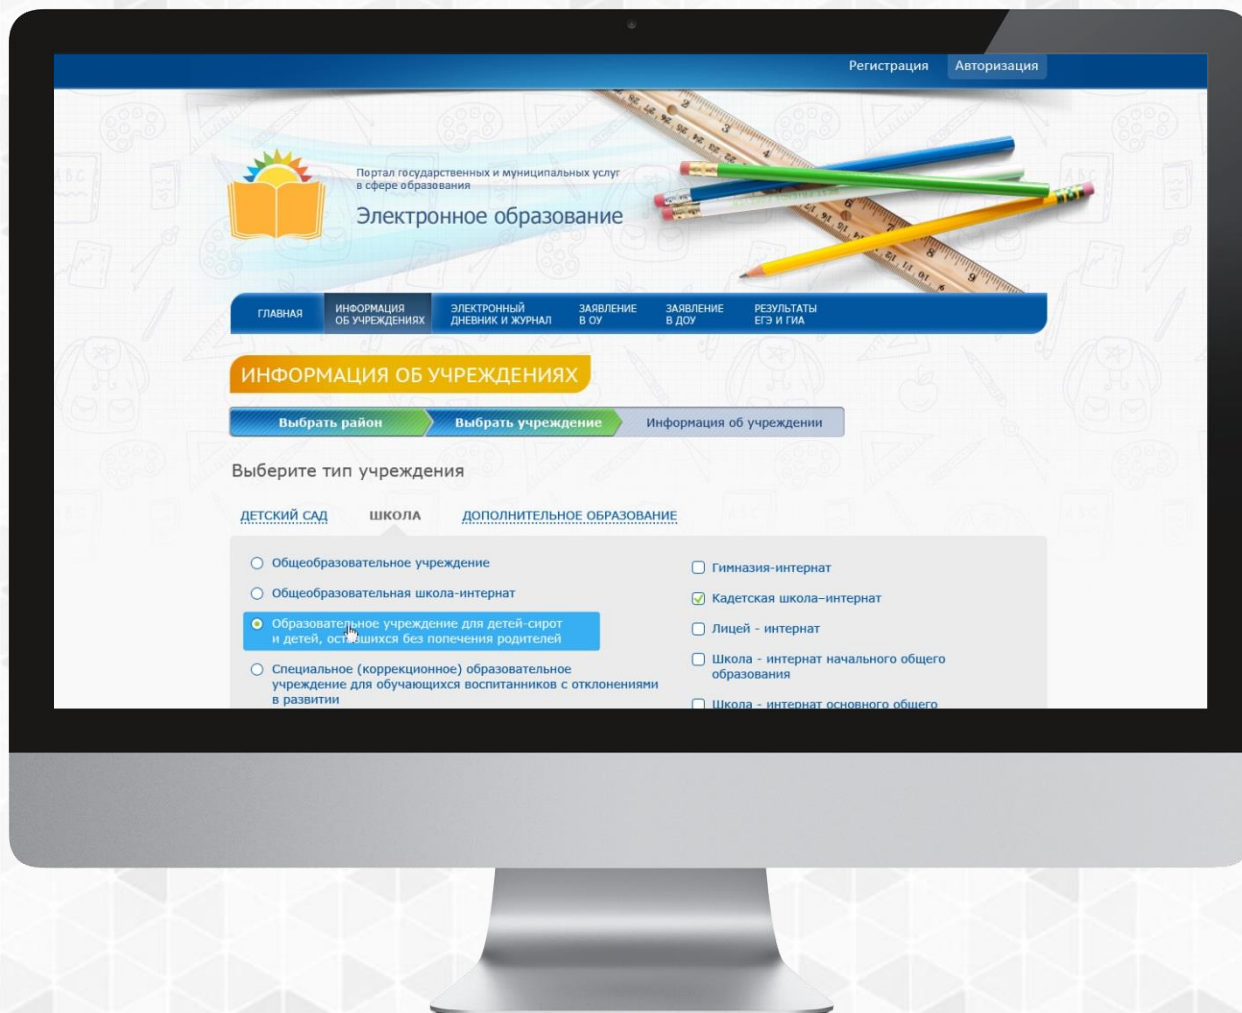 Регистрация Авторизация
Портал государственных и муниципальных услуг
в сфере образования
Электронное образование
ГЛАВНАЯ
ИНФОРМАЦИЯ
ОБ УЧРЕЖДЕНИЯХ
ЭЛЕКТРОННЫЙ
ДНЕВНИК И ЖУРНАЛ
ЗАЯВЛЕНИЕ
В ОУ
ЗАЯВЛЕНИЕ
В ДОУ
РЕЗУЛЬТАТЫ
ЕГЭ И ГИА
ИНФОРМАЦИЯ ОБ УЧРЕЖДЕНИЯХ
Выбрать район Выбрать учреждение Информация об учреждении
Выберите тип учреждения
ДЕТСКИЙ САД ШКОЛА ДОПОЛНИТЕЛЬНОЕ ОБРАЗОВАНИЕ
Общеобразовательное учреждение
Общеобразовательная школа-интернат
Образовательное учреждение для детей-сирот
и детей, оставшихся без попечения родителей
Специальное (коррекционное) образовательное
учреждение для обучающихся воспитанников с отклонениями
в развитии
Гимназия-интернат
Кадетская школа–интернат
Лицей - интернат
Школа - интернат начального общего
образования
Школа - интернат основного общего